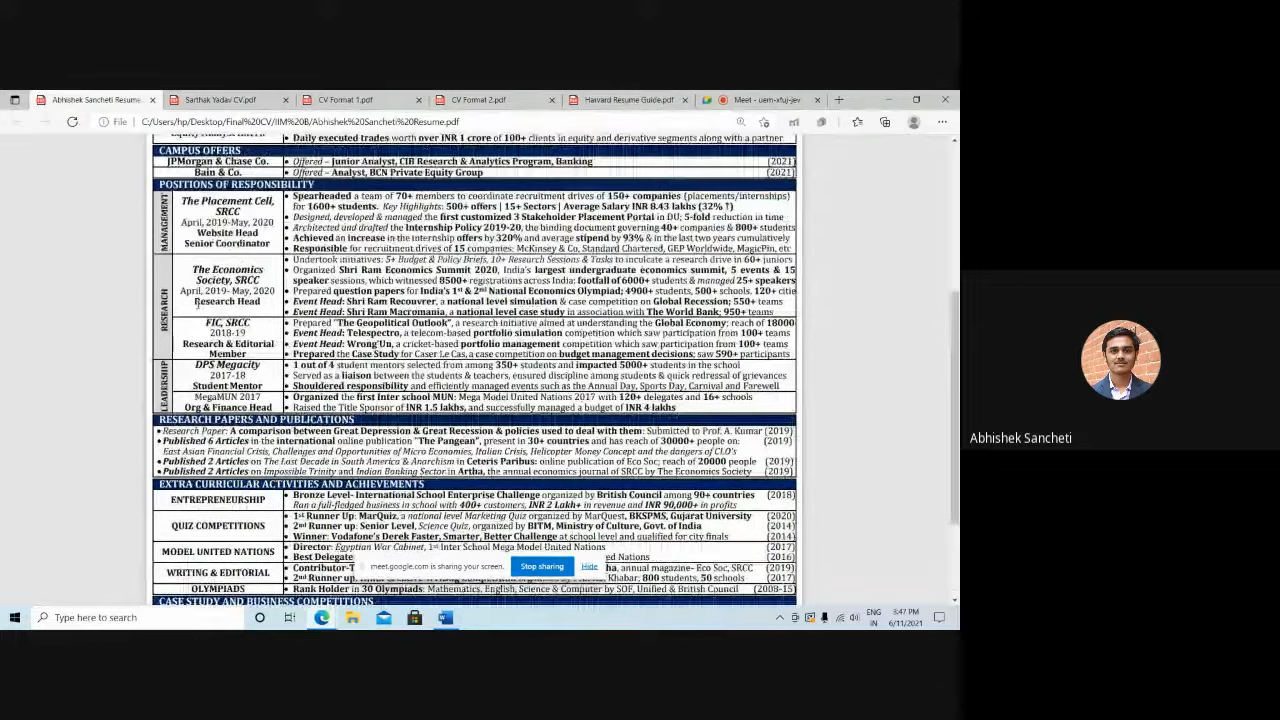 Abhishek Sancheti Resume.
Sarthak Yadav CV.pdf
CV Format 1.pdf
CV Format 2.pdf
Harvard Resume Guide.pdf
Meet - uem-xfuj-jev
File
C:/Users/hp/Desktop/Final%20CV/IIM%20B/Abhishek%20Sancheti%20Resume.pdf
• Daily executed trades worth over INR 1 crore of 100+ clients in equity and derivative segments along with a partner
CAMPUS OFFERS
JPMorgan & Chase Co. • Offered – Junior Analyst, CIB Research & Analytics Program, Banking (2021)
Bain & Co. • Offered – Analyst, BCN Private Equity Group (2021)
POSITIONS OF RESPONSIBILITY
MANAGEMENT
The Placement Cell,
SRCC
April, 2019-May, 2020
Website Head
Senior Coordinator
• Spearheaded a team of 70+ members to coordinate recruitment drives of 150+ companies (placements/internships)
for 1600+ students. Key Highlights: 500+ offers | 15+ Sectors | Average Salary INR 8.43 lakhs (32% ↑)
• Designed, developed & managed the first customized 3 Stakeholder Placement Portal in DU; 5-fold reduction in time
• Architected and drafted the Internship Policy 2019-20, the binding document governing 40+ companies & 800+ students
• Achieved an increase in the internship offers by 320% and average stipend by 93% & in the last two years cumulatively
• Responsible for recruitment drives of 15 companies: McKinsey & Co, Standard Chartered, GEP Worldwide, MagicPin, etc
RESEARCH
The Economics
Society, SRCC
April, 2019- May, 2020
Research Head
• Undertook initiatives: 5+ Budget & Policy Briefs, 10+ Research Sessions & Tasks to inculcate a research drive in 60+ juniors
• Organized Shri Ram Economics Summit 2020, India's largest undergraduate economics summit, 5 events & 15
speaker sessions, which witnessed 8500+ registrations across India: footfall of 6000+ students & managed 25+ speakers
• Prepared question papers for India's 1st & 2nd National Economics Olympiad; 4900+ students, 500+ schools. 120+ citie
• Event Head: Shri Ram Recouvrer, a national level simulation & case competition on Global Recession; 550+ teams
• Event Head: Shri Ram Macromania, a national level case study in association with The World Bank; 950+ teams
FIC, SRCC
2018-19
Research & Editorial
Member
• Prepared "The Geopolitical Outlook", a research initiative aimed at understanding the Global Economy; reach of 18000
• Event Head: Telespectro, a telecom-based portfolio simulation competition which saw participation from 100+ teams
• Event Head: Wrong'Un, a cricket-based portfolio management competition which saw participation from 100+ teams
• Prepared the Case Study for Caser Le Cas, a case competition on budget management decisions; saw 590+ participants
LEADERSHIP
DPS Megacity
2017-18
Student Mentor
• 1 out of 4 student mentors selected from among 350+ students and impacted 5000+ students in the school
• Served as a liaison between the students & teachers, ensured discipline among students & quick redressal of grievances
• Shouldered responsibility and efficiently managed events such as the Annual Day, Sports Day, Carnival and Farewell
MegaMUN 2017
Org & Finance Head
• Organized the first Inter school MUN: Mega Model United Nations 2017 with 120+ delegates and 16+ schools
• Raised the Title Sponsor of INR 1.5 lakhs, and successfully managed a budget of INR 4 lakhs
RESEARCH PAPERS AND PUBLICATIONS
• Research Paper: A comparison between Great Depression & Great Recession & policies used to deal with them: Submitted to Prof. A. Kumar (2019)
• Published 6 Articles in the international online publication "The Pangean", present in 30+ countries and has reach of 30000+ people on: (2019)
East Asian Financial Crisis, Challenges and Opportunities of Micro Economies, Italian Crisis, Helicopter Money Concept and the dangers of CLO's
• Published 2 Articles on The Lost Decade in South America & Anarchism in Ceteris Paribus: online publication of Eco Soc; reach of 20000 people (2019)
• Published 2 Articles on Impossible Trinity and Indian Banking Sector in Artha, the annual economics journal of SRCC by The Economics Society (2019)
EXTRA CURRICULAR ACTIVITIES AND ACHIEVEMENTS
ENTREPRENEURSHIP
• Bronze Level- International School Enterprise Challenge organized by British Council among 90+ countries (2018)
Ran a full-fledged business in school with 400+ customers, INR 2 Lakh+ in revenue and INR 90,000+ in profits
QUIZ COMPETITIONS
• 1st Runner Up: MarQuiz, a national level Marketing Quiz organized by MarQuest, BKSPMS, Gujarat University (2020)
• 2nd Runner up: Senior Level, Science Quiz, organized by BITM, Ministry of Culture, Govt. of India (2014)
• Winner: Vodafone's Derek Faster, Smarter, Better Challenge at school level and qualified for city finals (2014)
MODEL UNITED NATIONS
• Director: Egyptian War Cabinet, 1st Inter School Mega Model United Nations (2017)
• Best Delegate ed Nations (2016)
WRITING & EDITORIAL
• Contributor-T ha, annual magazine- Eco Soc, SRCC (2019)
• 2nd Runner up, Khabar; 800 students, 50 schools (2017)
OLYMPIADS • Rank Holder in 30 Olympiads: Mathematics, English, Science & Computer by SOF, Unified & British Council (2008-15)
CASE STUDY AND BUSINESS COMPETITIONS
meet.google.com is sharing your screen.
Stop sharing
Hide
Type here to search
ENG
IN
3:47 PM
6/11/2021
Abhishek Sancheti